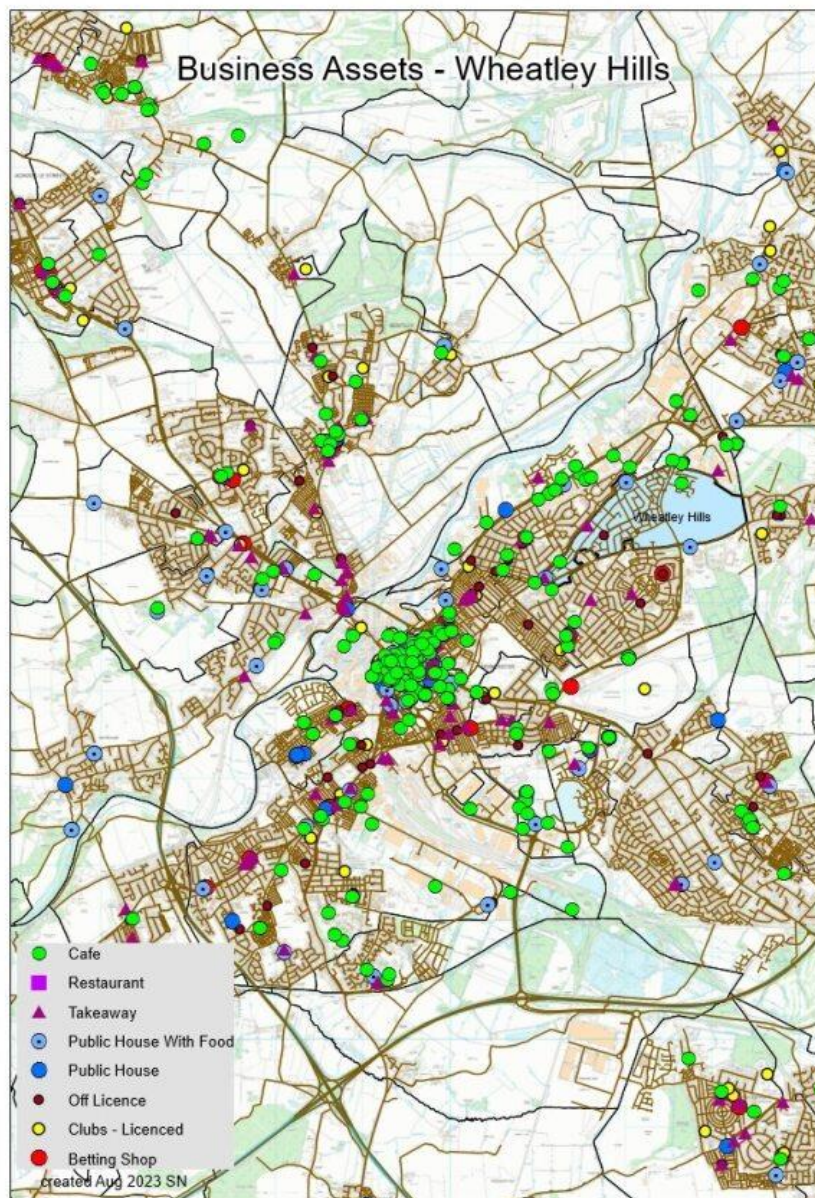 Business Assets - Wheatley Hills
Wheatley Hills
Cafe
Restaurant
Takeaway
Public House With Food
Public House
Off Licence
Clubs - Licenced
Betting Shop
created Aug 2023 SN